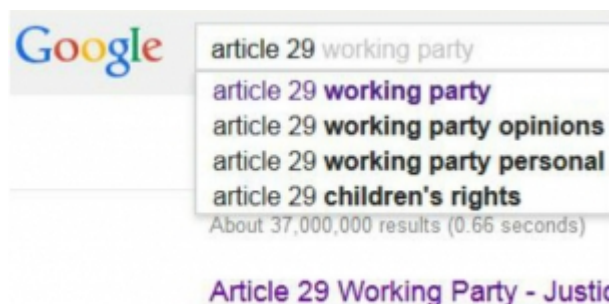 Google
article 29 working party
article 29 working party
article 29 working party opinions
article 29 working party personal
article 29 children's rights
About 37,000,000 results (0.66 seconds)
Article 29 Working Party - Justic